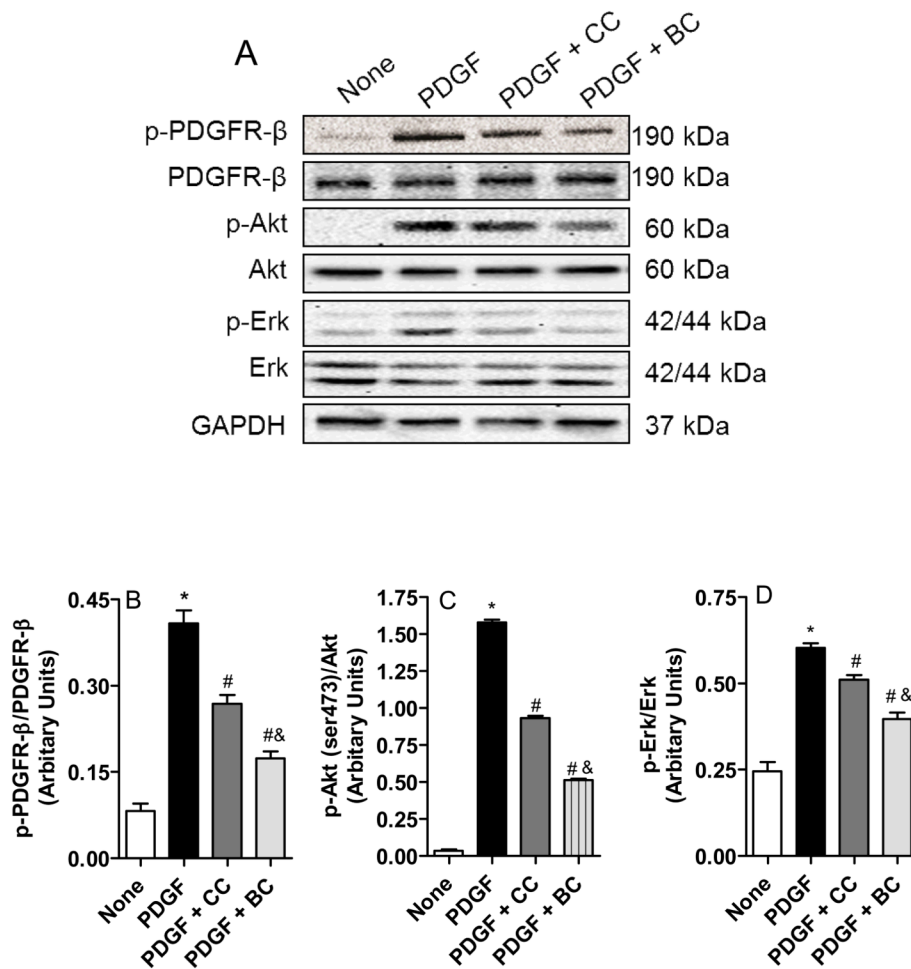 A
None
PDGF
PDGF + CC
PDGF + BC
p-PDGFR-β 190 kDa
PDGFR-β 190 kDa
p-Akt 60 kDa
Akt 60 kDa
p-Erk 42/44 kDa
Erk 42/44 kDa
GAPDH 37 kDa
B
p-PDGFR-β/PDGFR-β
(Arbitary Units)
0.45
0.30
0.15
0.00
*
#
#&
None
PDGF
PDGF + CC
PDGF + BC
C
p-Akt (ser473)/Akt
(Arbitary Units)
1.75
1.50
1.25
1.00
0.75
0.50
0.25
0.00
*
#
# &
None
PDGF
PDGF + CC
PDGF + BC
D
p-Erk/Erk
(Arbitary Units)
0.75
0.50
0.25
0.00
*
#
# &
None
PDGF
PDGF + CC
PDGF + BC